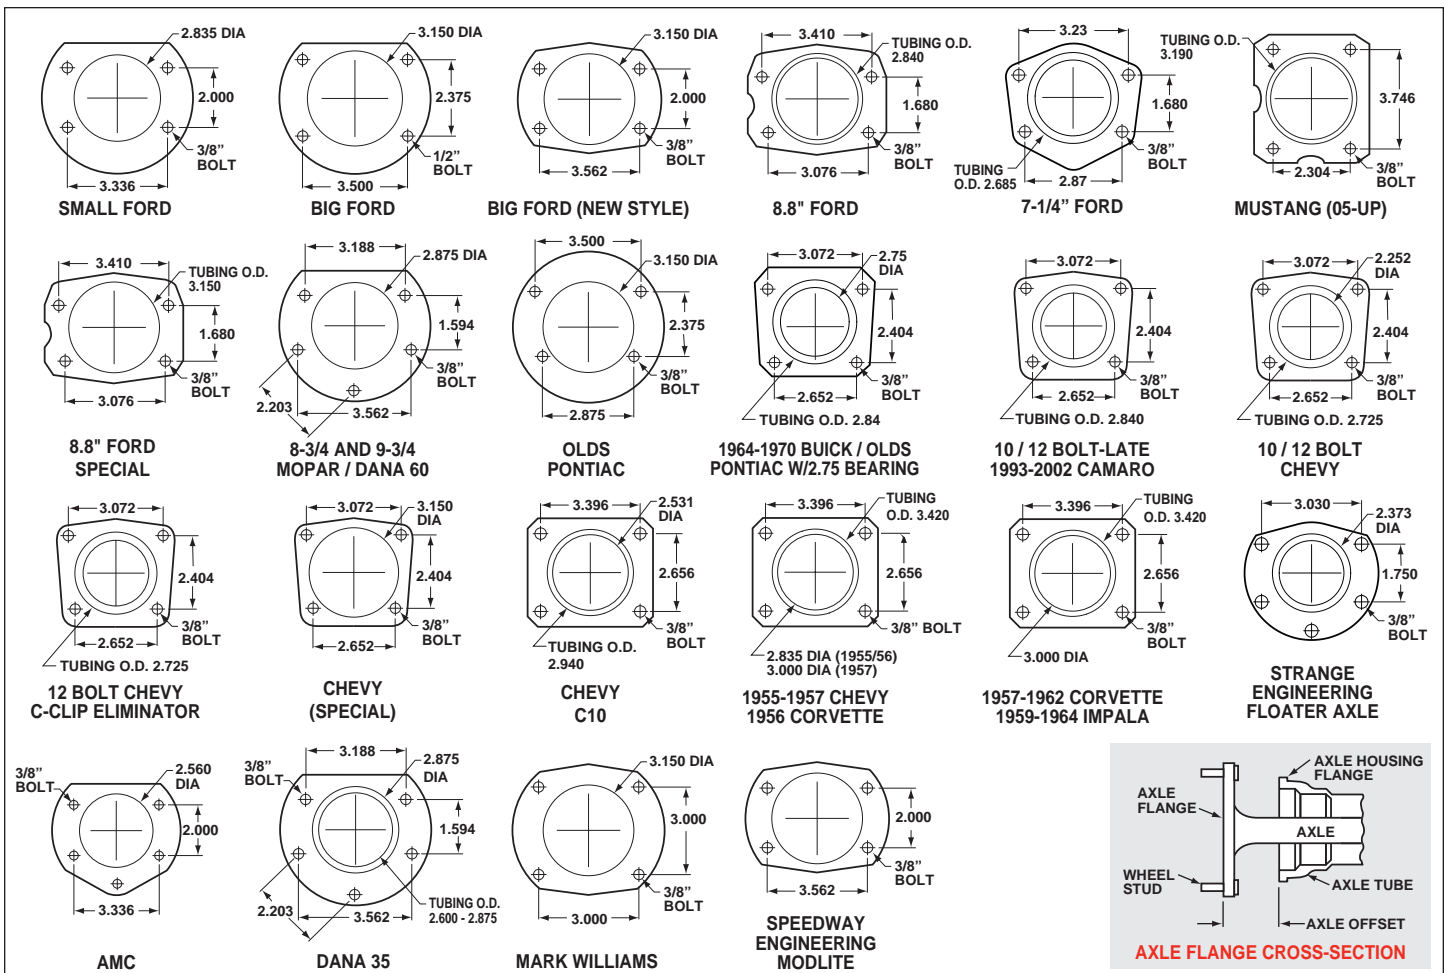 2.835 DIA
2.000
3/8”
BOLT
3.336
SMALL FORD
3.150 DIA
2.375
1/2”
BOLT
3.500
BIG FORD
3.150 DIA
2.000
3/8”
BOLT
3.562
BIG FORD (NEW STYLE)
3.410
TUBING O.D.
2.840
1.680
3/8”
BOLT
3.076
8.8" FORD
3.23
1.680
3/8”
BOLT
TUBING
O.D. 2.685
2.87
7-1/4” FORD
TUBING O.D.
3.190
3.746
3/8”
BOLT
2.304
MUSTANG (05-UP)
3.410
TUBING O.D.
3.150
1.680
3/8”
BOLT
3.076
8.8" FORD
SPECIAL
3.188
2.875 DIA
1.594
3/8”
BOLT
2.203
3.562
8-3/4 AND 9-3/4
MOPAR / DANA 60
3.500
3.150 DIA
2.375
3/8”
BOLT
2.875
OLDS
PONTIAC
3.072
2.75
DIA
2.404
3/8”
BOLT
2.652
TUBING O.D. 2.84
1964-1970 BUICK / OLDS
PONTIAC W/2.75 BEARING
3.072
2.404
3/8”
BOLT
2.652
TUBING O.D. 2.840
10 / 12 BOLT-LATE
1993-2002 CAMARO
3.072
2.252
DIA
2.404
3/8”
BOLT
2.652
TUBING O.D. 2.725
10 / 12 BOLT
CHEVY
3.072
2.404
3/8”
BOLT
2.652
TUBING O.D. 2.725
12 BOLT CHEVY
C-CLIP ELIMINATOR
3.072
3.150
DIA
2.404
3/8”
BOLT
2.652
CHEVY
(SPECIAL)
3.396
2.531
DIA
2.656
3/8”
BOLT
TUBING O.D.
2.940
CHEVY
C10
3.396
TUBING
O.D. 3.420
2.656
3/8” BOLT
2.835 DIA (1955/56)
3.000 DIA (1957)
1955-1957 CHEVY
1956 CORVETTE
3.396
TUBING
O.D. 3.420
2.656
3/8”
BOLT
3.000 DIA
1957-1962 CORVETTE
1959-1964 IMPALA
3.030
2.373
DIA
1.750
3/8”
BOLT
STRANGE
ENGINEERING
FLOATER AXLE
3/8”
BOLT
2.560
DIA
2.000
3.336
AMC
3/8”
BOLT
3.188
2.875
DIA
1.594
2.203
3.562
TUBING O.D.
2.600 - 2.875
DANA 35
3.150 DIA
3.000
3/8”
BOLT
3.000
MARK WILLIAMS
2.000
3/8”
BOLT
3.562
SPEEDWAY
ENGINEERING
MODLITE
AXLE HOUSING
FLANGE
AXLE
FLANGE
AXLE
WHEEL
STUD
AXLE TUBE
AXLE OFFSET
AXLE FLANGE CROSS-SECTION